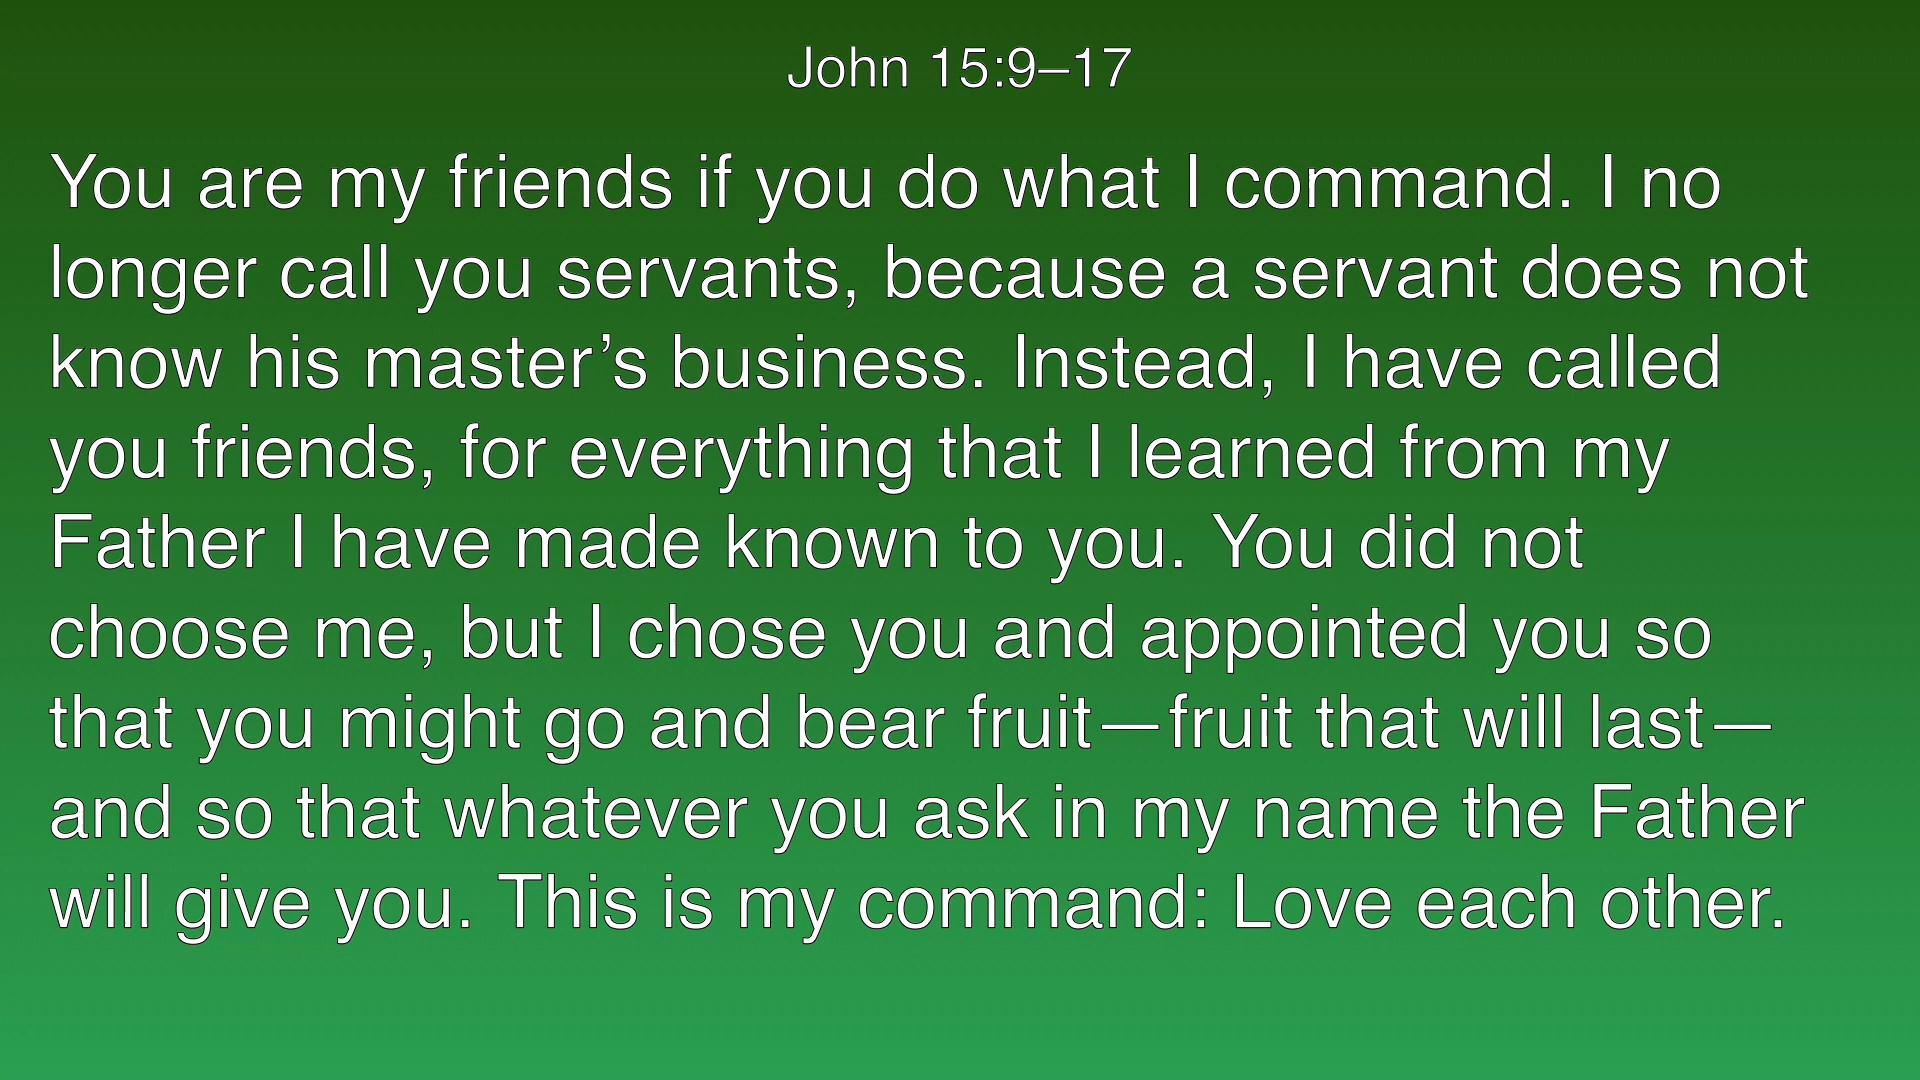 John 15:9–17
You are my friends if you do what I command. I no
longer call you servants, because a servant does not
know his master’s business. Instead, I have called
you friends, for everything that I learned from my
Father I have made known to you. You did not
choose me, but I chose you and appointed you so
that you might go and bear fruit—fruit that will last—
and so that whatever you ask in my name the Father
will give you. This is my command: Love each other.